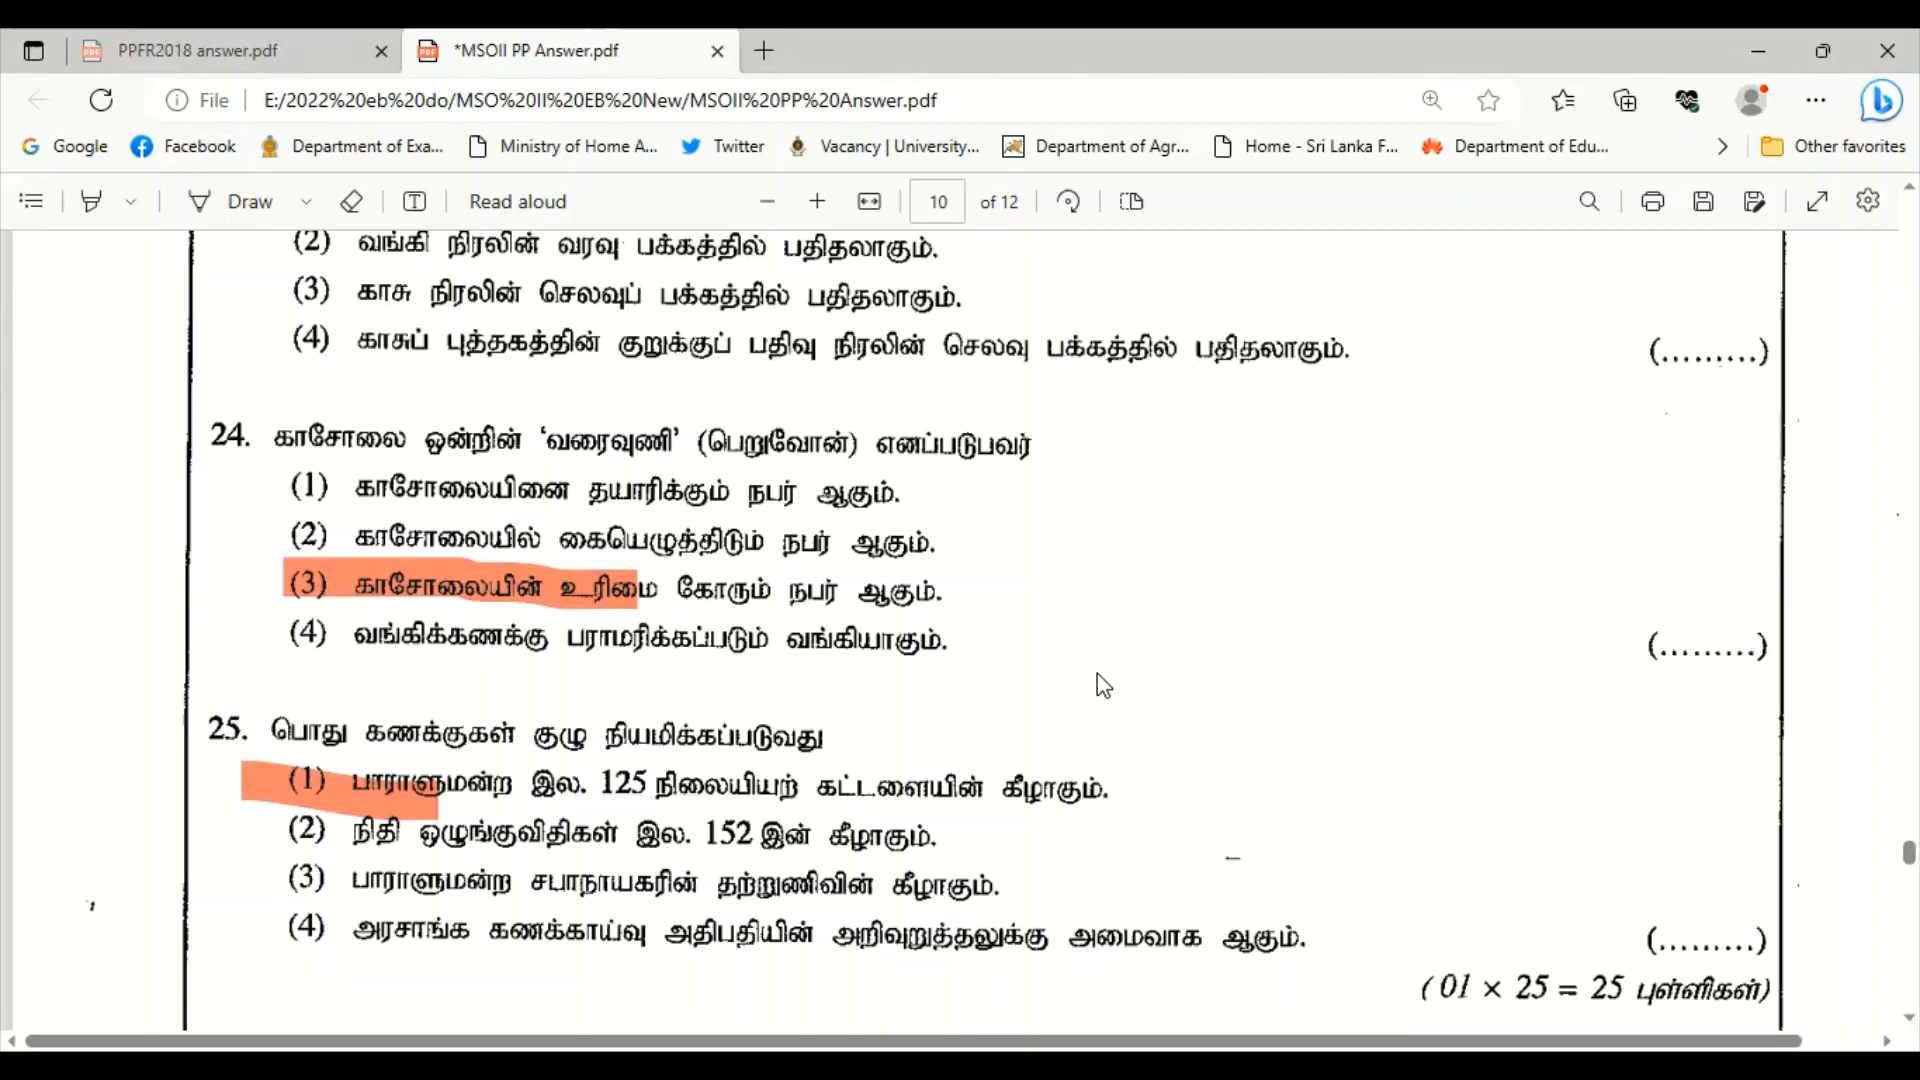 PPFR2018 answer.pdf
*MSOII PP Answer.pdf
File
E:/2022%20eb%20do/MSO%20II%20EB%20New/MSOII%20PP%20Answer.pdf
Google
Facebook
Department of Exa...
Ministry of Home A...
Twitter
Vacancy | University...
Department of Agr...
Home - Sri Lanka F...
Department of Edu...
Other favorites
Draw
Read aloud
10 of 12
(2) வங்கி நிரலின் வரவு பக்கத்தில் பதிதலாகும்.
(3) காசு நிரலின் செலவுப் பக்கத்தில் பதிதலாகும்.
(4) காசுப் புத்தகத்தின் குறுக்குப் பதிவு நிரலின் செலவு பக்கத்தில் பதிதலாகும். (.........)
24. காசோலை ஒன்றின் ‘வரைவுணி’ (பெறுவோன்) எனப்படுபவர்
(1) காசோலையினை தயாரிக்கும் நபர் ஆகும்.
(2) காசோலையில் கையெழுத்திடும் நபர் ஆகும்.
(3) காசோலையின் உரிமை கோரும் நபர் ஆகும்.
(4) வங்கிக்கணக்கு பராமரிக்கப்படும் வங்கியாகும். (.........)
25. பொது கணக்குகள் குழு நியமிக்கப்படுவது
(1) பாராளுமன்ற இல. 125 நிலையியற் கட்டளையின் கீழாகும்.
(2) நிதி ஒழுங்குவிதிகள் இல. 152 இன் கீழாகும்.
(3) பாராளுமன்ற சபாநாயகரின் தற்றுணிவின் கீழாகும்.
(4) அரசாங்க கணக்காய்வு அதிபதியின் அறிவுறுத்தலுக்கு அமைவாக ஆகும். (.........)
(01 × 25 = 25 புள்ளிகள்)